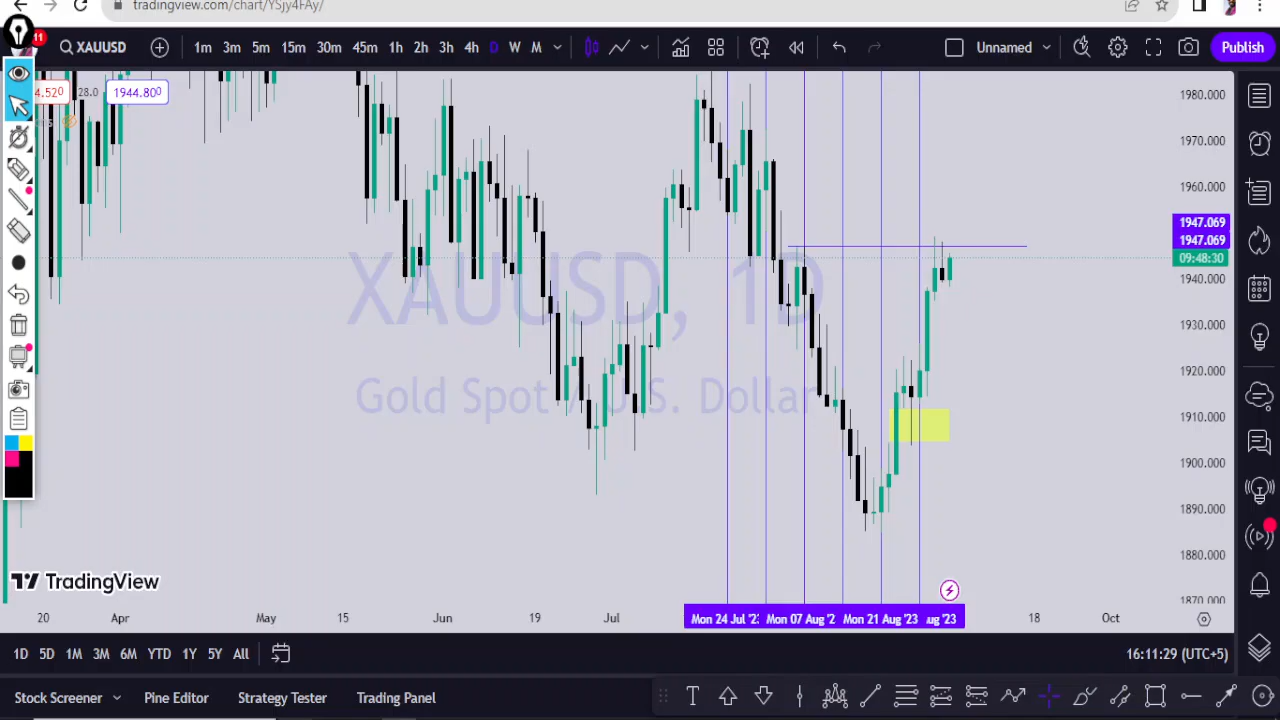 tradingview.com/chart/YSjy4FAy/
11
XAUUSD 1m 3m 5m 15m 30m 45m 1h 2h 3h 4h D W M Unnamed Publish
4.520 28.0 1944.800
1980.000
1970.000
1960.000
1947.069
1947.069
09:48:30
1940.000
1930.000
1920.000
1910.000
1900.000
1890.000
1880.000
1870.000
XAUUSD, 1D
Gold Spot / U.S. Dollar
TradingView
20 Apr May 15 Jun 19 Jul Mon 24 Jul '23 Mon 07 Aug '2 Mon 21 Aug '23 aug '23 18 Oct
1D 5D 1M 3M 6M YTD 1Y 5Y All 16:11:29 (UTC+5)
Stock Screener Pine Editor Strategy Tester Trading Panel